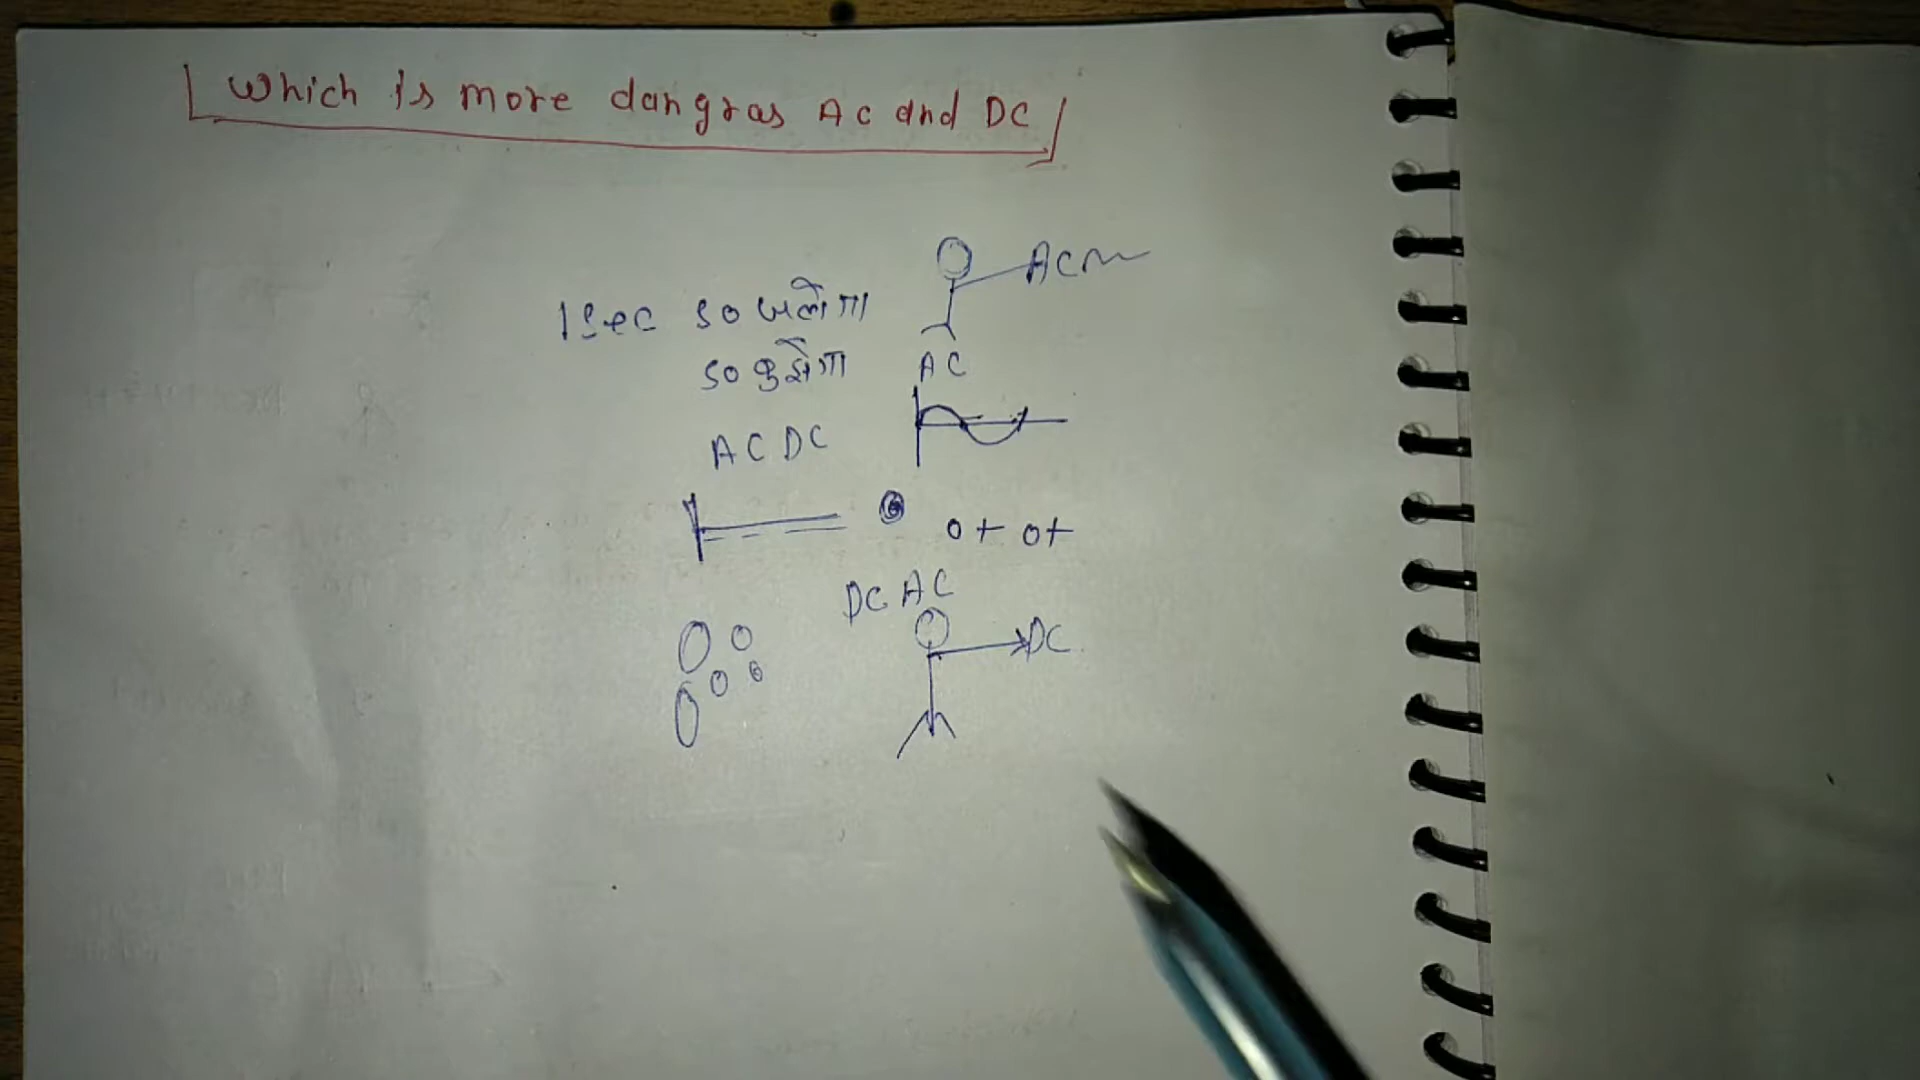 Which is more dangras AC and DC
AC
1sec 50 जलेगा
50 बुझेगा AC
AC DC
0+ 0+
DC AC
DC